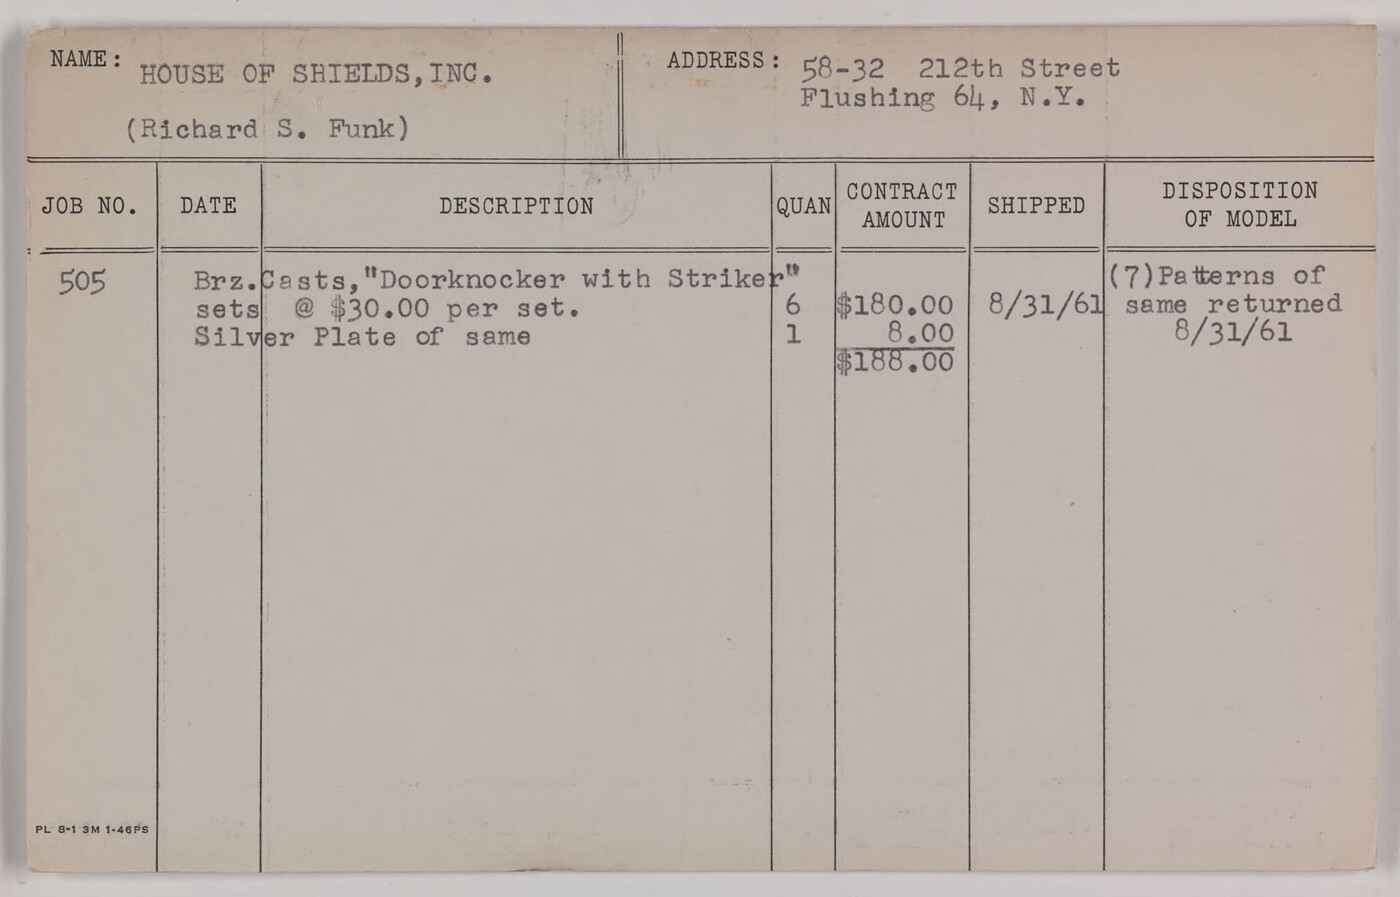 NAME: HOUSE OF SHIELDS,INC.
(Richard S. Funk)
ADDRESS: 58-32 212th Street
Flushing 64, N.Y.
JOB NO. DATE DESCRIPTION QUAN CONTRACT AMOUNT SHIPPED DISPOSITION OF MODEL
505 Brz.Casts,"Doorknocker with Striker" (7)Patterns of
sets @ $30.00 per set. 6 $180.00 8/31/61 same returned
Silver Plate of same 1 8.00 8/31/61
$188.00
PL 8-1 3M 1-46PS